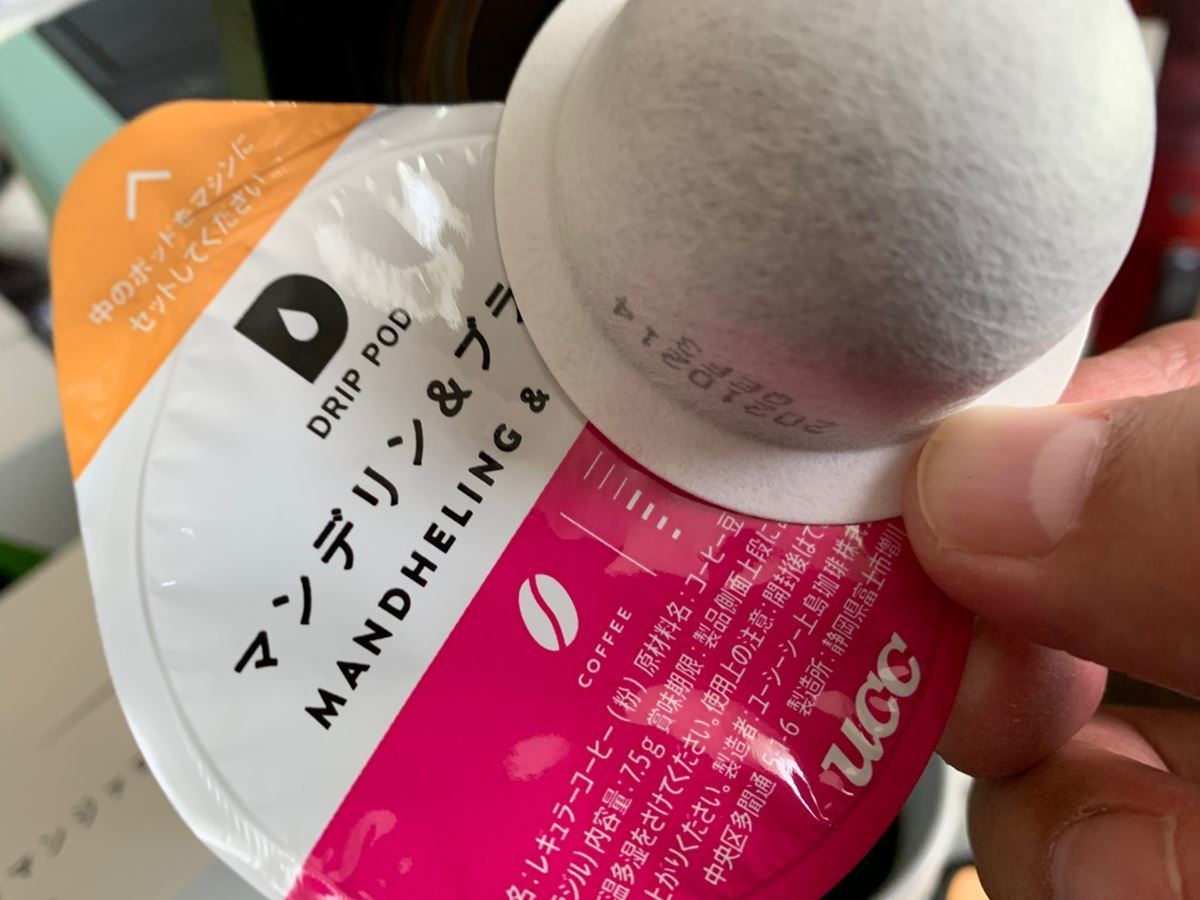 中のポットをマシンに
セットしてください
DRIP POD
マンデリン&ブラ
MANDHELING &
COFFEE
名:レギュラーコーヒー(粉) 原材料名:コーヒー豆
ラジル) 内容量:7.5g 賞味期限:製品側面上段に
温多湿をさけてください。使用上の注意:開封後はて
上がりください。製造者 ユーシーシー上島珈琲株式
中央区多聞通 製造所:静岡県富士市増川
ucc